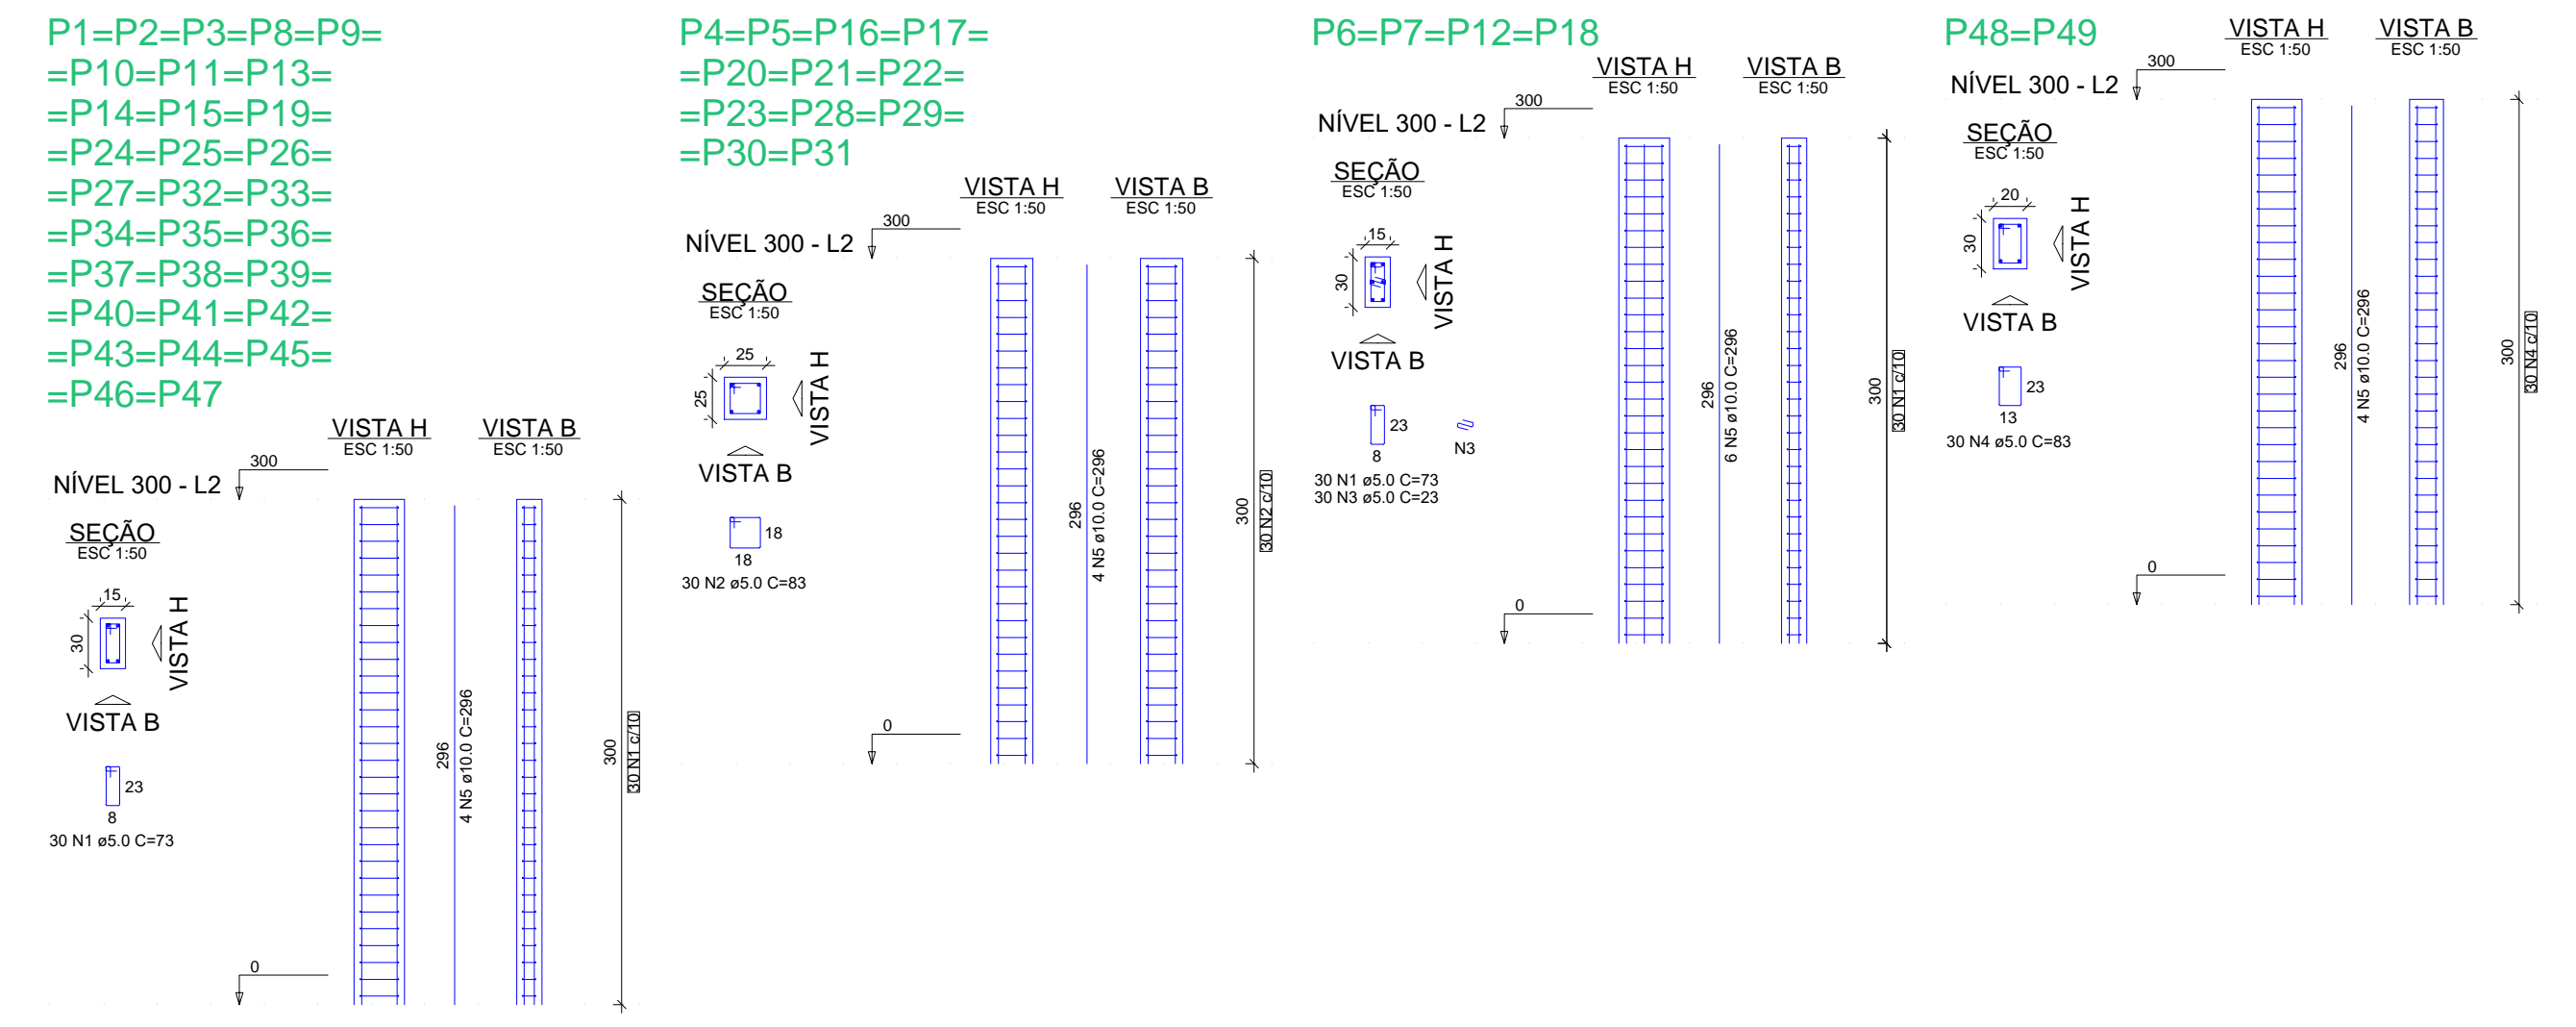 P1=P2=P3=P8=P9=
=P10=P11=P13=
=P14=P15=P19=
=P24=P25=P26=
=P27=P32=P33=
=P34=P35=P36=
=P37=P38=P39=
=P40=P41=P42=
=P43=P44=P45=
=P46=P47
VISTA H
ESC 1:50
VISTA B
ESC 1:50
300
NÍVEL 300 - L2
SEÇÃO
ESC 1:50
15
30
VISTA H
VISTA B
23
8
30 N1 ø5.0 C=73
0
296
4 N5 ø10.0 C=296
300
30 N1 c/10
P4=P5=P16=P17=
=P20=P21=P22=
=P23=P28=P29=
=P30=P31
VISTA H
ESC 1:50
VISTA B
ESC 1:50
300
NÍVEL 300 - L2
SEÇÃO
ESC 1:50
25
25
VISTA H
VISTA B
18
18
30 N2 ø5.0 C=83
0
296
4 N5 ø10.0 C=296
300
30 N2 c/10
P6=P7=P12=P18
VISTA H
ESC 1:50
VISTA B
ESC 1:50
300
NÍVEL 300 - L2
SEÇÃO
ESC 1:50
15
30
VISTA H
VISTA B
23
8
N3
30 N1 ø5.0 C=73
30 N3 ø5.0 C=23
0
296
6 N5 ø10.0 C=296
300
30 N1 c/10
P48=P49
VISTA H
ESC 1:50
VISTA B
ESC 1:50
300
NÍVEL 300 - L2
SEÇÃO
ESC 1:50
20
30
VISTA H
VISTA B
23
13
30 N4 ø5.0 C=83
0
296
4 N5 ø10.0 C=296
300
30 N4 c/10